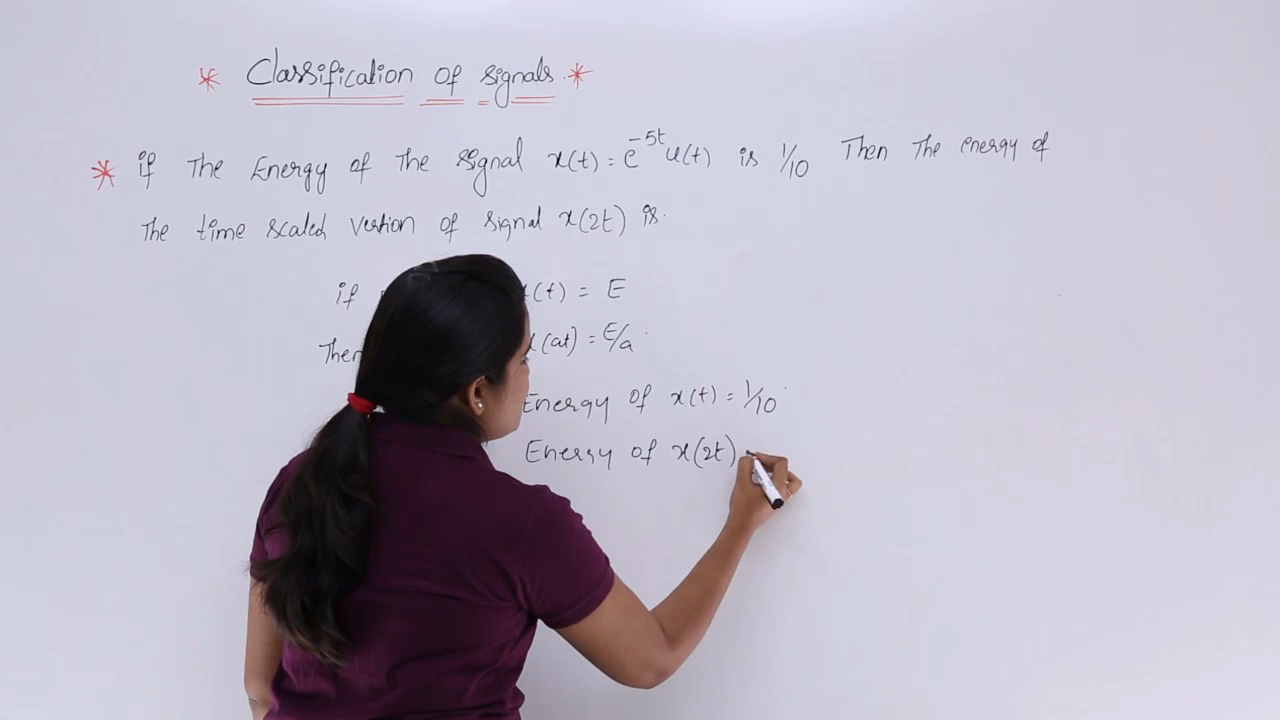 * Classification of signals. *
* if The Energy of The signal x(t) = e^-5t u(t) is 1/10 Then The energy of
The time scaled version of signal x(2t) is.
if (t) = E
Then x(at) = E/a
Energy of x(t) = 1/10
Energy of x(2t)